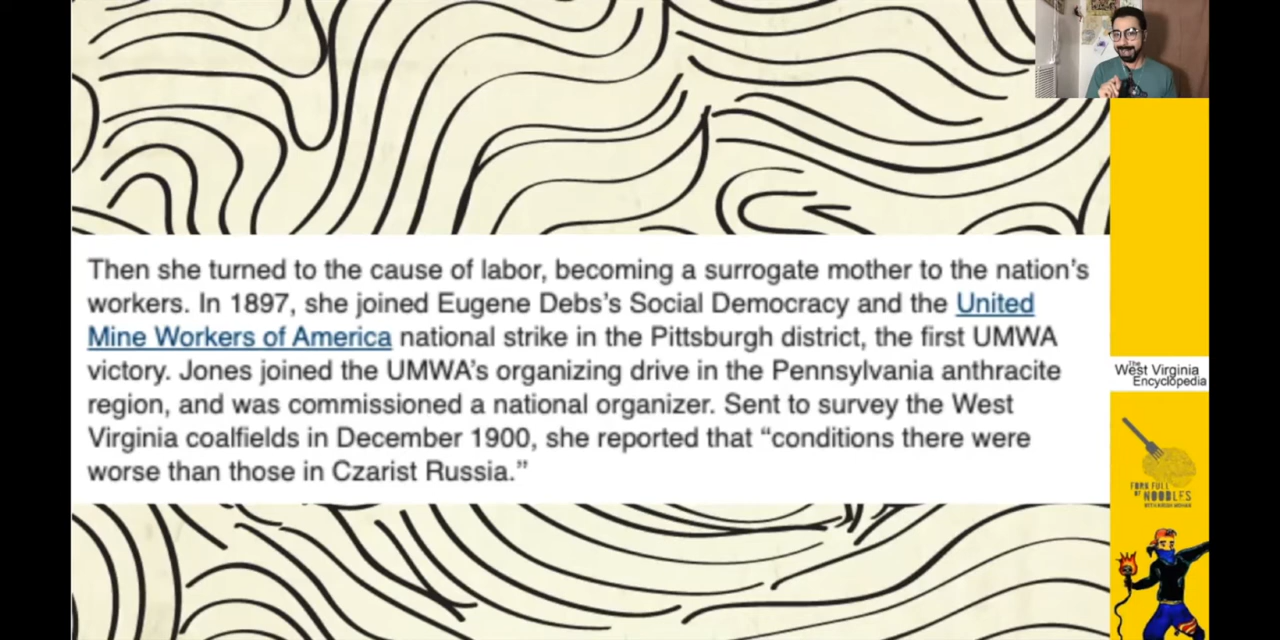 Then she turned to the cause of labor, becoming a surrogate mother to the nation's
workers. In 1897, she joined Eugene Debs's Social Democracy and the United
Mine Workers of America national strike in the Pittsburgh district, the first UMWA
victory. Jones joined the UMWA's organizing drive in the Pennsylvania anthracite
region, and was commissioned a national organizer. Sent to survey the West
Virginia coalfields in December 1900, she reported that “conditions there were
worse than those in Czarist Russia.”
The
West Virginia
Encyclopedia
FORK FULL
OF NOODLES